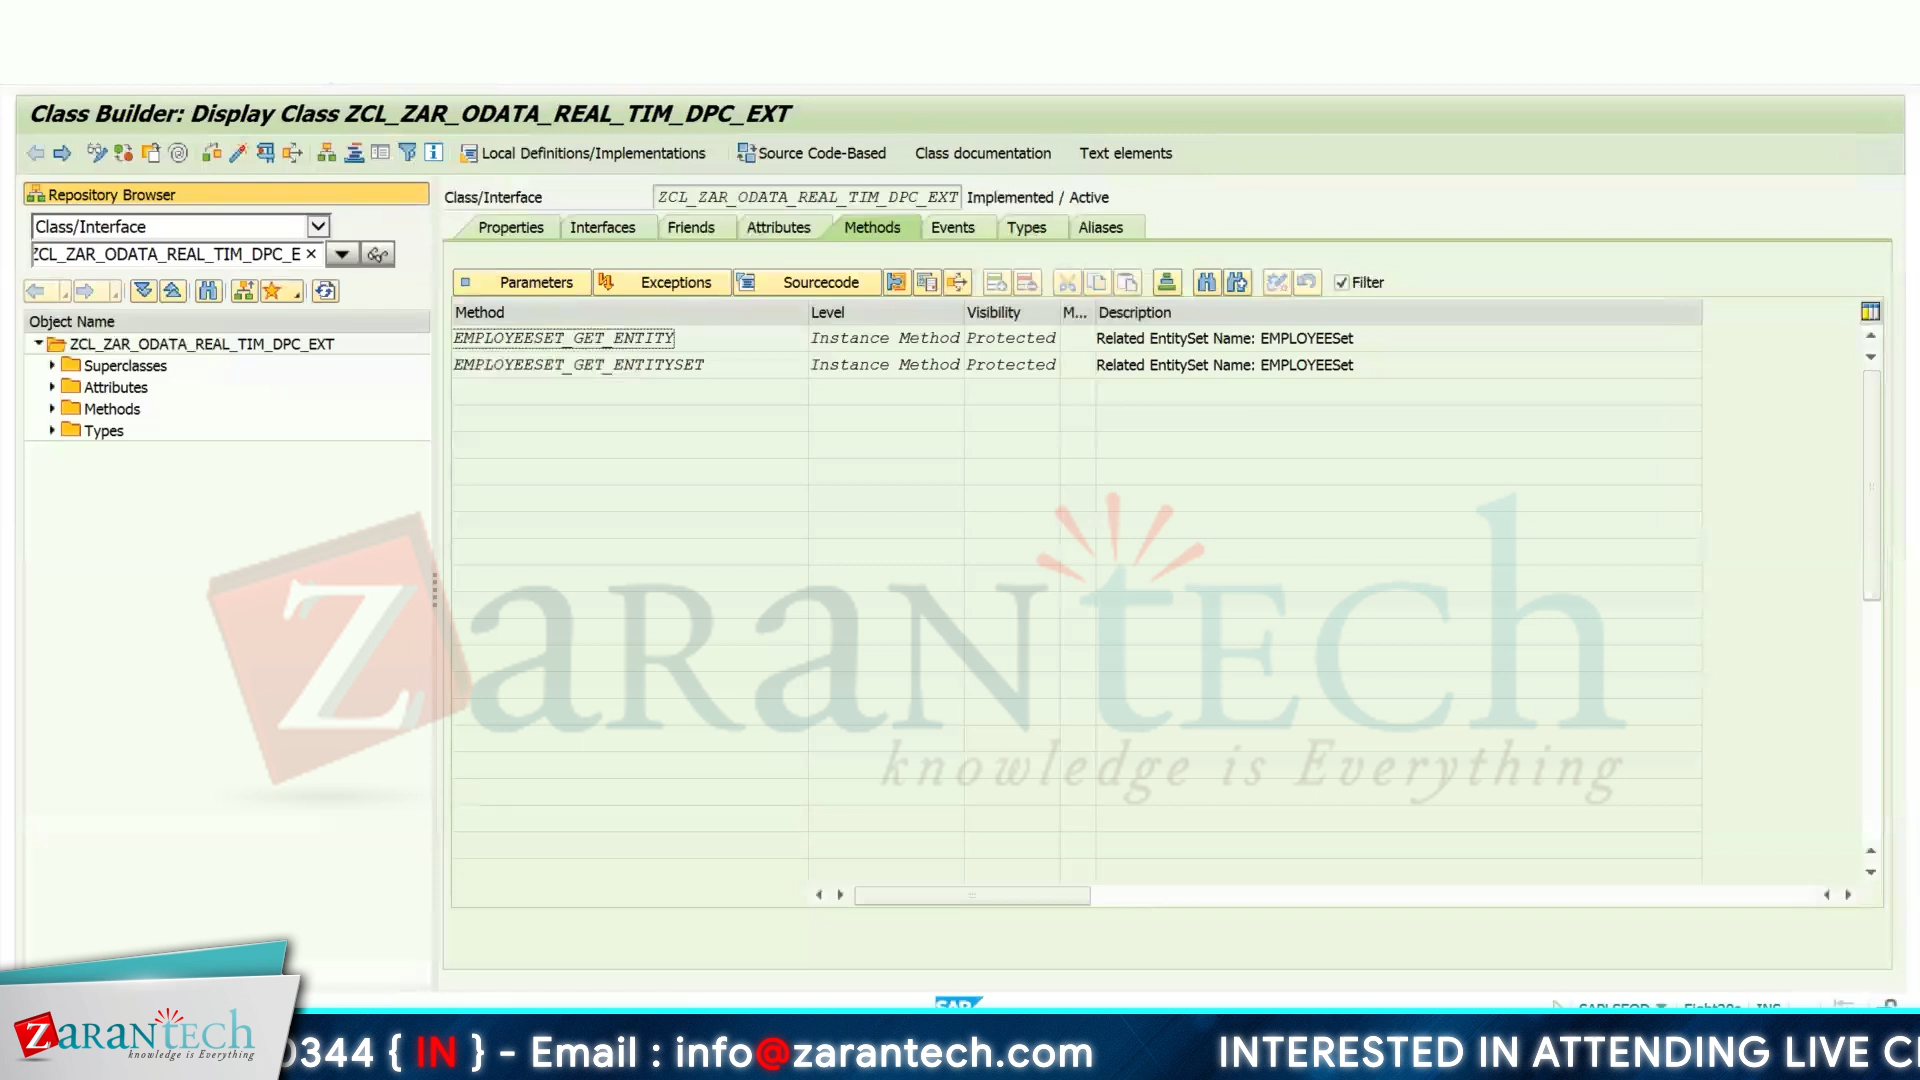 Class Builder: Display Class ZCL_ZAR_ODATA_REAL_TIM_DPC_EXT
Local Definitions/Implementations Source Code-Based Class documentation Text elements
Repository Browser
Class/Interface
ZCL_ZAR_ODATA_REAL_TIM_DPC_E
Object Name
ZCL_ZAR_ODATA_REAL_TIM_DPC_EXT
Superclasses
Attributes
Methods
Types
Class/Interface ZCL_ZAR_ODATA_REAL_TIM_DPC_EXT Implemented / Active
Properties Interfaces Friends Attributes Methods Events Types Aliases
Parameters Exceptions Sourcecode Filter
Method Level Visibility M... Description
EMPLOYEESET_GET_ENTITY Instance Method Protected Related EntitySet Name: EMPLOYEESet
EMPLOYEESET_GET_ENTITYSET Instance Method Protected Related EntitySet Name: EMPLOYEESet
ZARANTECH
knowledge is Everything
SAP
ZARANTECH
knowledge is Everything
0344 { IN } - Email : info@zarantech.com INTERESTED IN ATTENDING LIVE